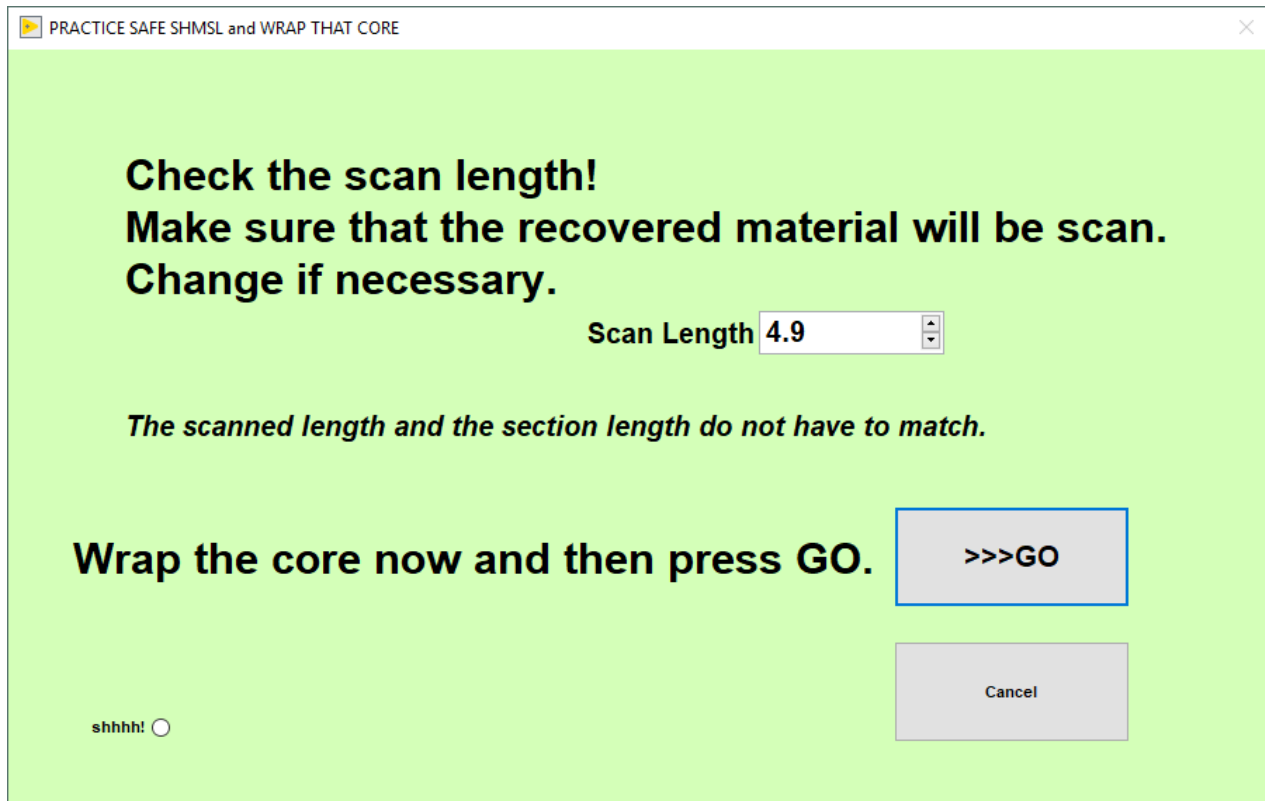 PRACTICE SAFE SHMSL and WRAP THAT CORE
Check the scan length!
Make sure that the recovered material will be scan.
Change if necessary.
Scan Length 4.9
The scanned length and the section length do not have to match.
Wrap the core now and then press GO.
>>>GO
Cancel
shhhh!